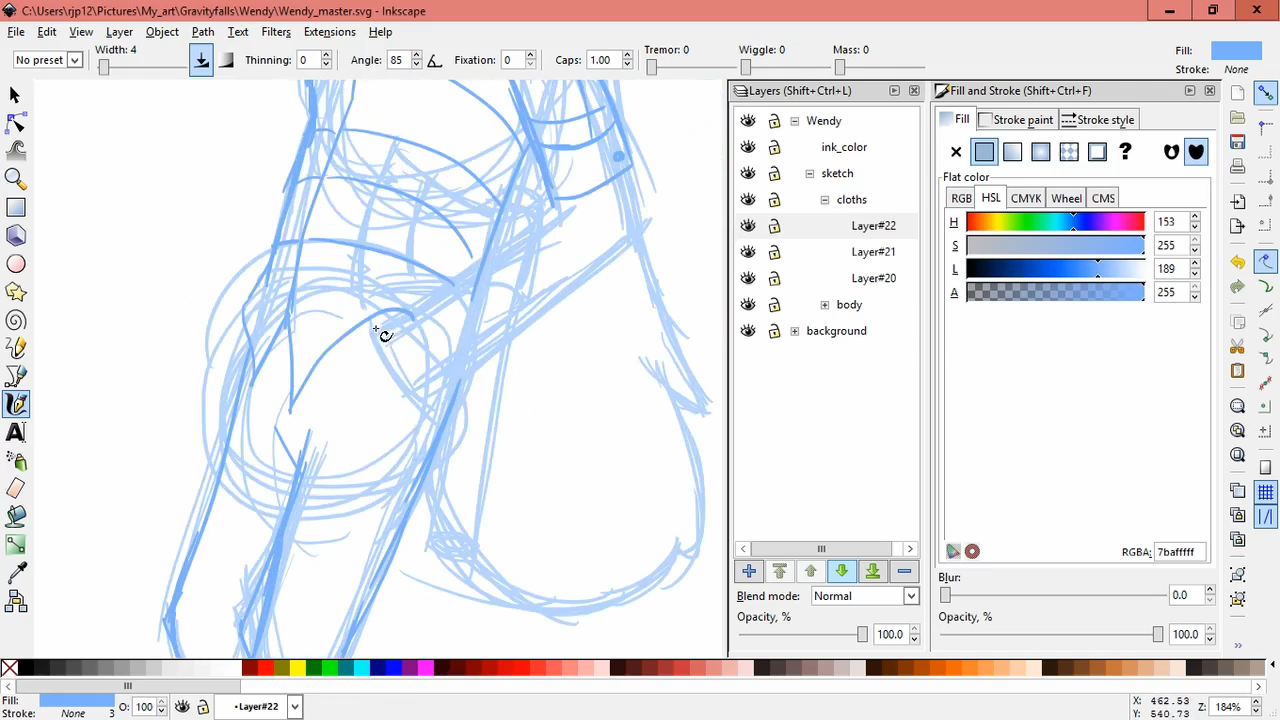 C:\Users\rjp12\Pictures\My_art\Gravityfalls\Wendy\Wendy_master.svg - Inkscape
File Edit View Layer Object Path Text Filters Extensions Help
No preset Width: 4 Thinning: 0 Angle: 85 Fixation: 0 Caps: 1.00 Tremor: 0 Wiggle: 0 Mass: 0 Fill: Stroke: None
Layers (Shift+Ctrl+L)
Wendy
ink_color
sketch
cloths
Layer#22
Layer#21
Layer#20
body
background
Blend mode: Normal
Opacity, %
100.0
Fill and Stroke (Shift+Ctrl+F)
Fill Stroke paint Stroke style
?
Flat color
RGB HSL CMYK Wheel CMS
H 153
S 255
L 189
A 255
RGBA: 7bafffff
Blur:
0.0
Opacity, %
100.0
Fill:
Stroke: None 3 O: 100 •Layer#22
X: 462.53
Y: 540.73
Z: 184%